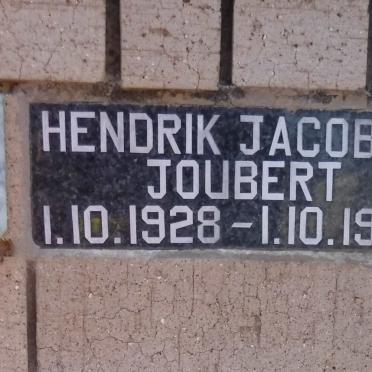 HENDRIK JACOB
JOUBERT
1.10.1928 - 1.10.19